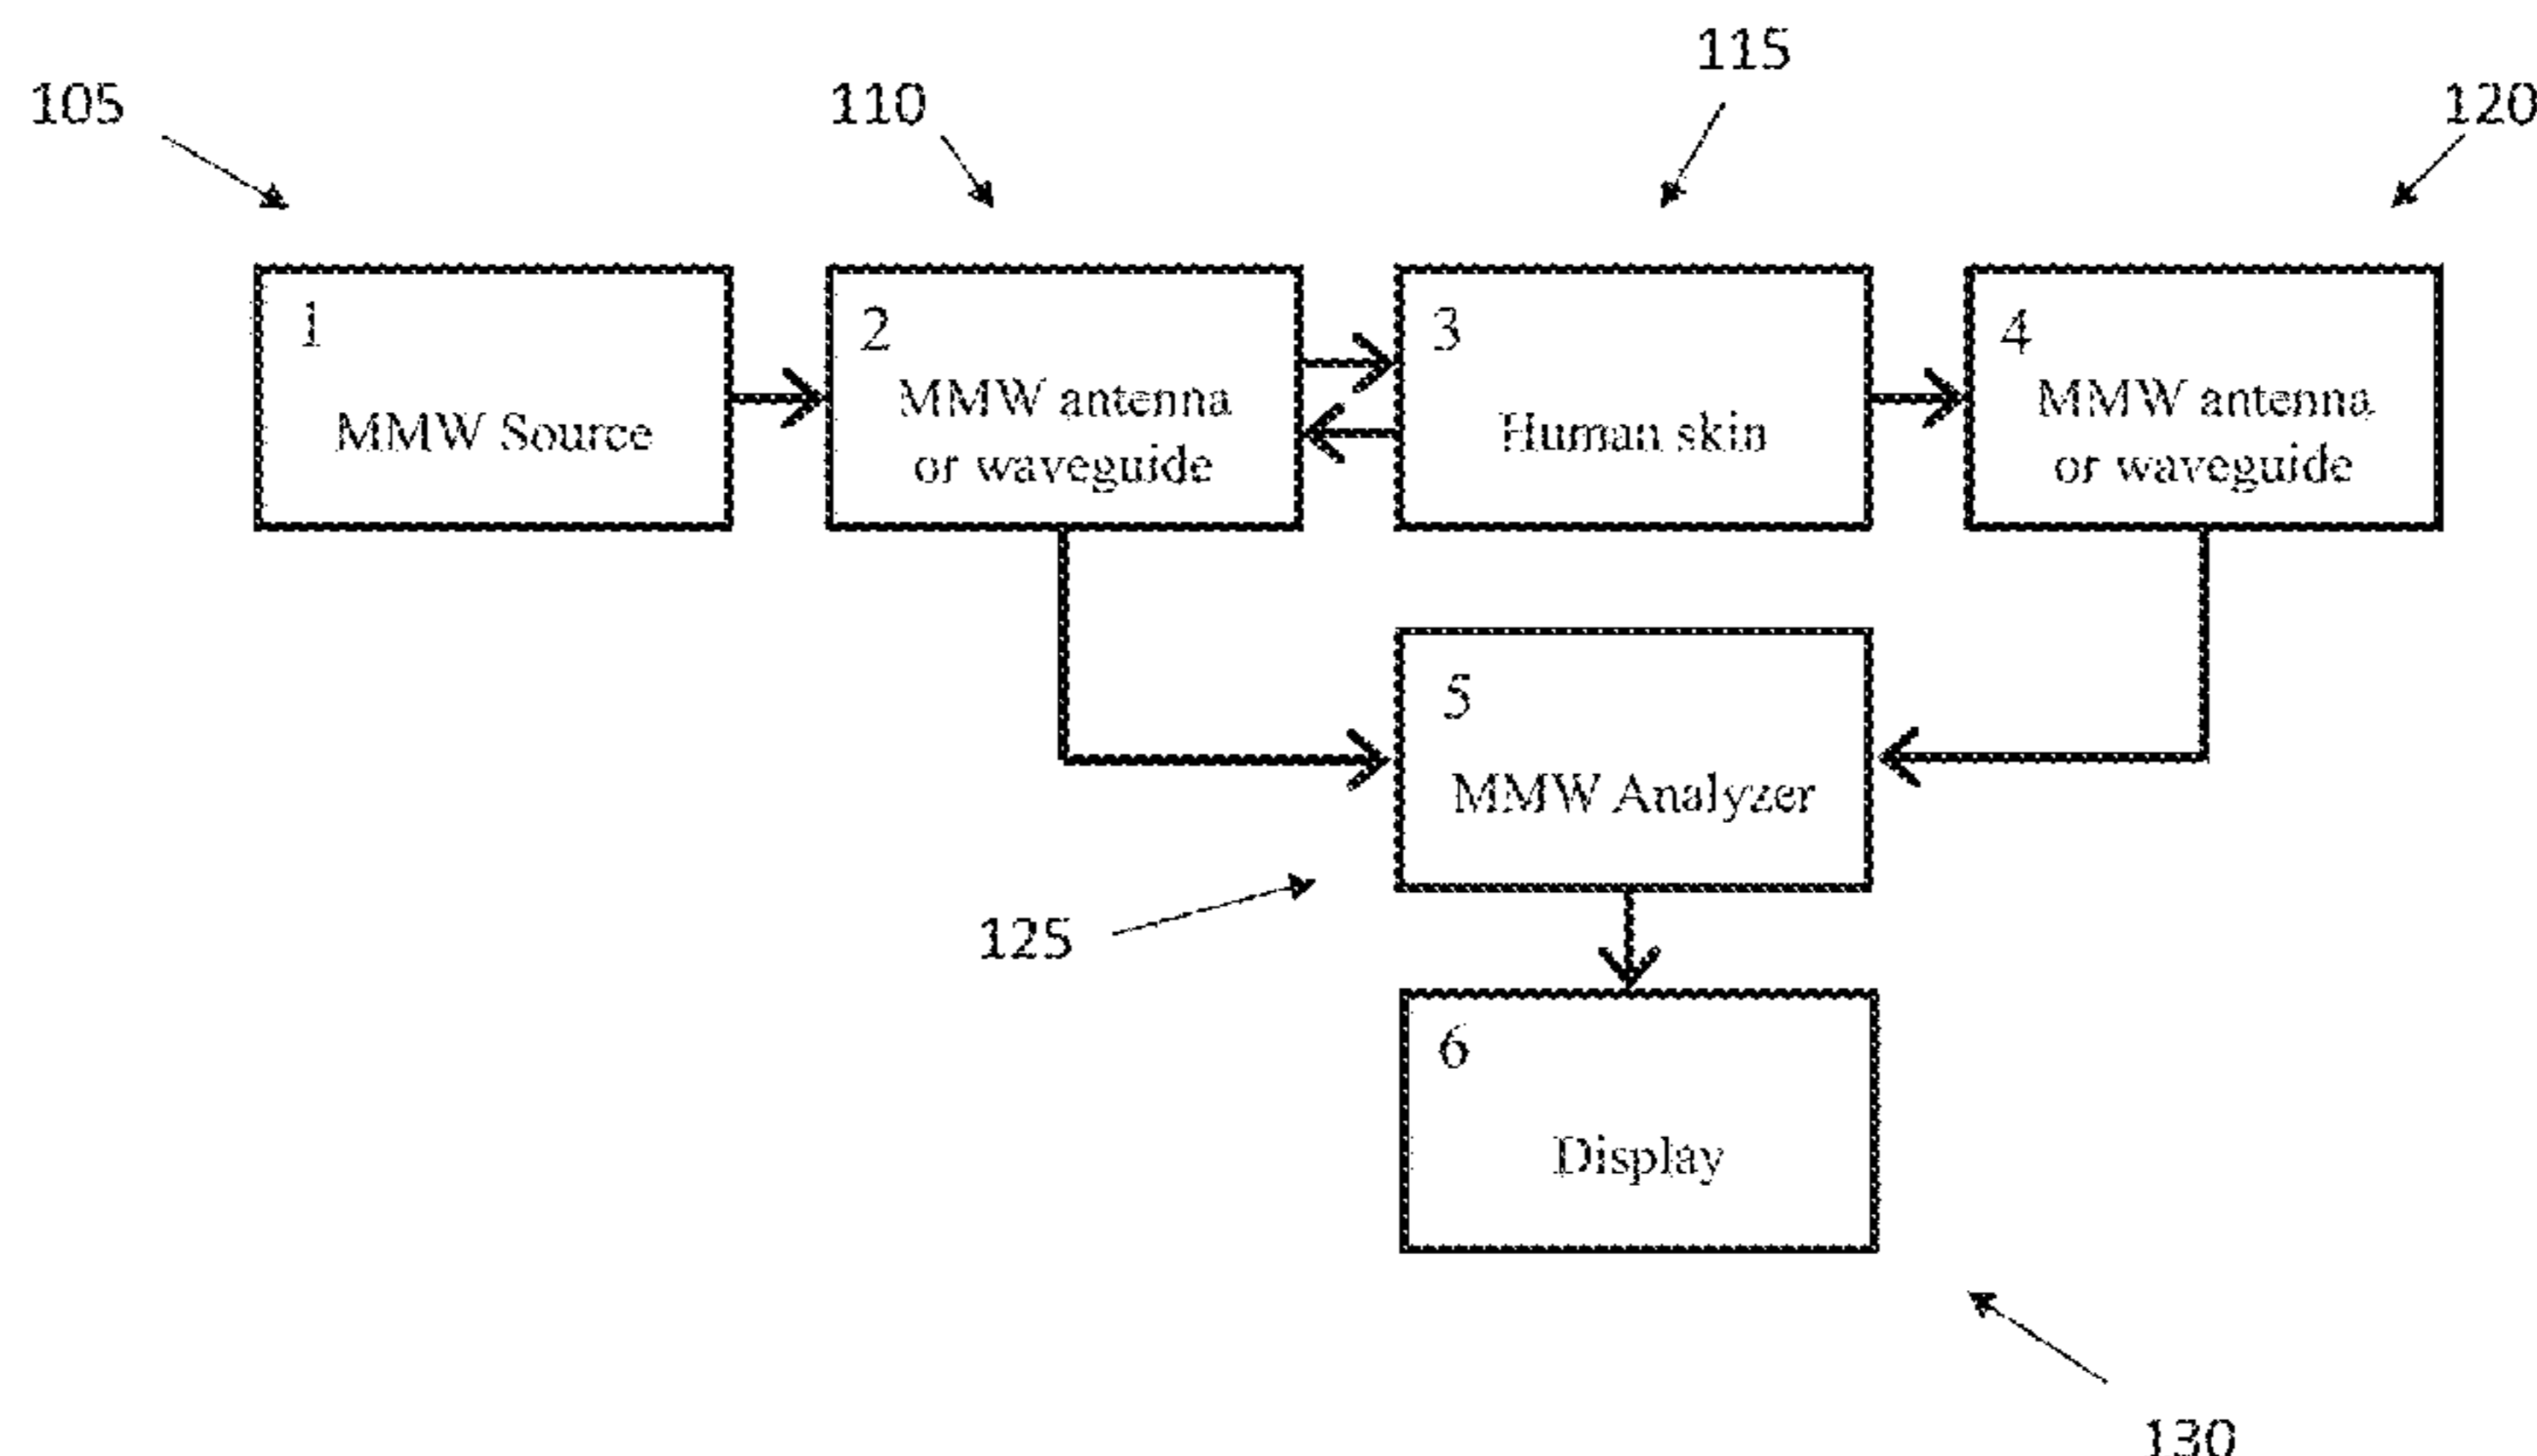 115
105
110
120
1
MMW Source
2
MMW antenna
or waveguide
3
Human skin
4
MMW antenna
or waveguide
5
MMW Analyzer
125
6
Display
130